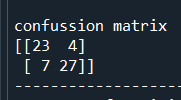 confussion matrix
[[23  4]
 [ 7 27]]
--------------------